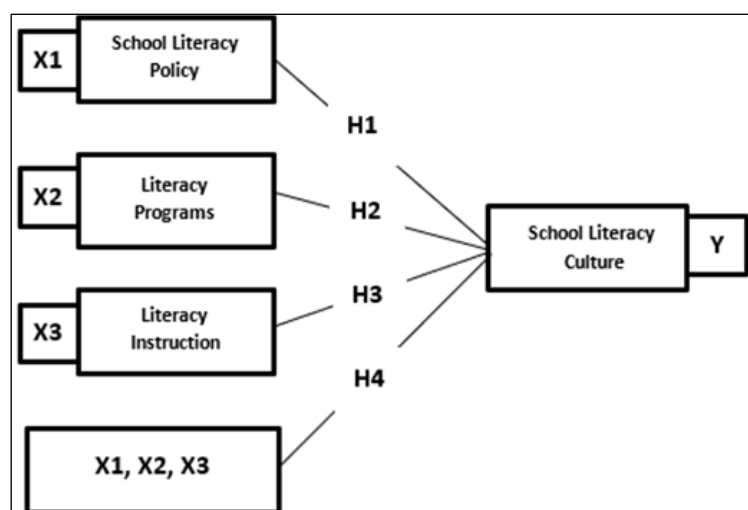 X1
School Literacy
Policy
H1
X2
Literacy
Programs
H2
School Literacy
Culture
Y
X3
Literacy
Instruction
H3
H4
X1, X2, X3